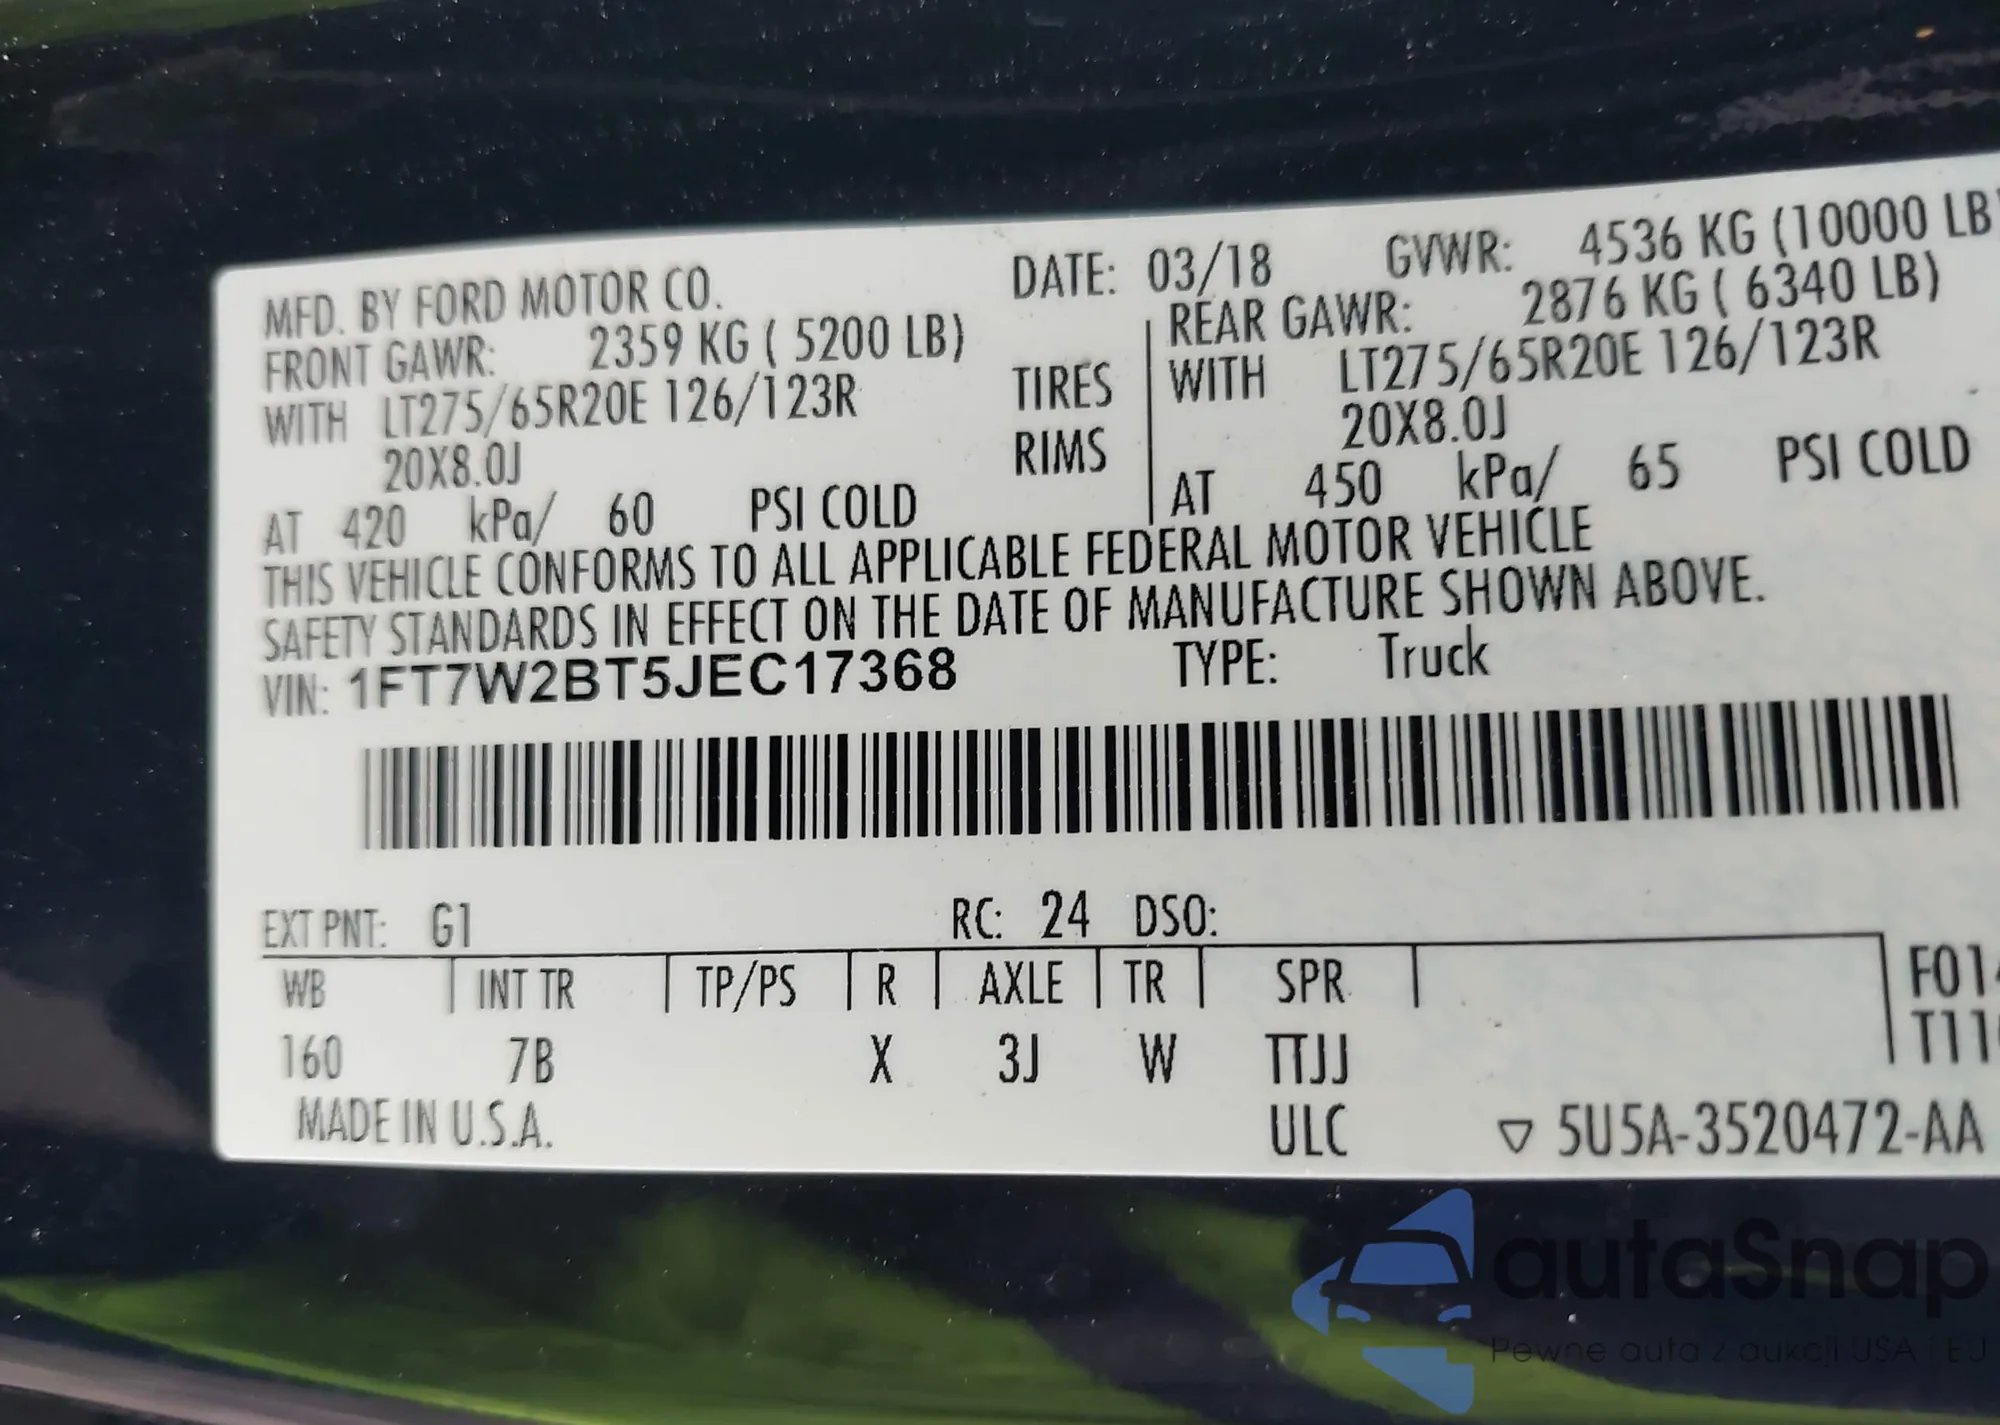 MFD. BY FORD MOTOR CO. DATE: 03/18 GVWR: 4536 KG (10000 LB)
FRONT GAWR: 2359 KG ( 5200 LB) REAR GAWR: 2876 KG ( 6340 LB)
WITH LT275/65R20E 126/123R TIRES WITH LT275/65R20E 126/123R
20X8.0J RIMS 20X8.0J
AT 420 kPa/ 60 PSI COLD AT 450 kPa/ 65 PSI COLD
THIS VEHICLE CONFORMS TO ALL APPLICABLE FEDERAL MOTOR VEHICLE
SAFETY STANDARDS IN EFFECT ON THE DATE OF MANUFACTURE SHOWN ABOVE.
VIN: 1FT7W2BT5JEC17368 TYPE: Truck
EXT PNT: G1 RC: 24 DSO:
WB INT TR TP/PS R AXLE TR SPR
160 7B X 3J W TTJJ
MADE IN U.S.A. ULC ▽ 5U5A-3520472-AA
autaSnap
Pewne auta z aukcji USA i EU